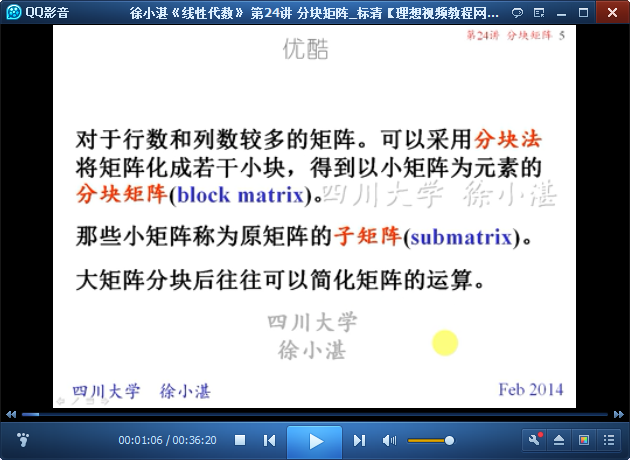 QQ影音
徐小湛《线性代数》 第24讲 分块矩阵_标清【理想视频教程网...
优酷
第24讲 分块矩阵 5
对于行数和列数较多的矩阵。可以采用分块法
将矩阵化成若干小块，得到以小矩阵为元素的
分块矩阵(block matrix)。
四川大学 徐小湛
那些小矩阵称为原矩阵的子矩阵(submatrix)。
大矩阵分块后往往可以简化矩阵的运算。
四川大学
徐小湛
四川大学 徐小湛
Feb 2014
00:01:06 / 00:36:20